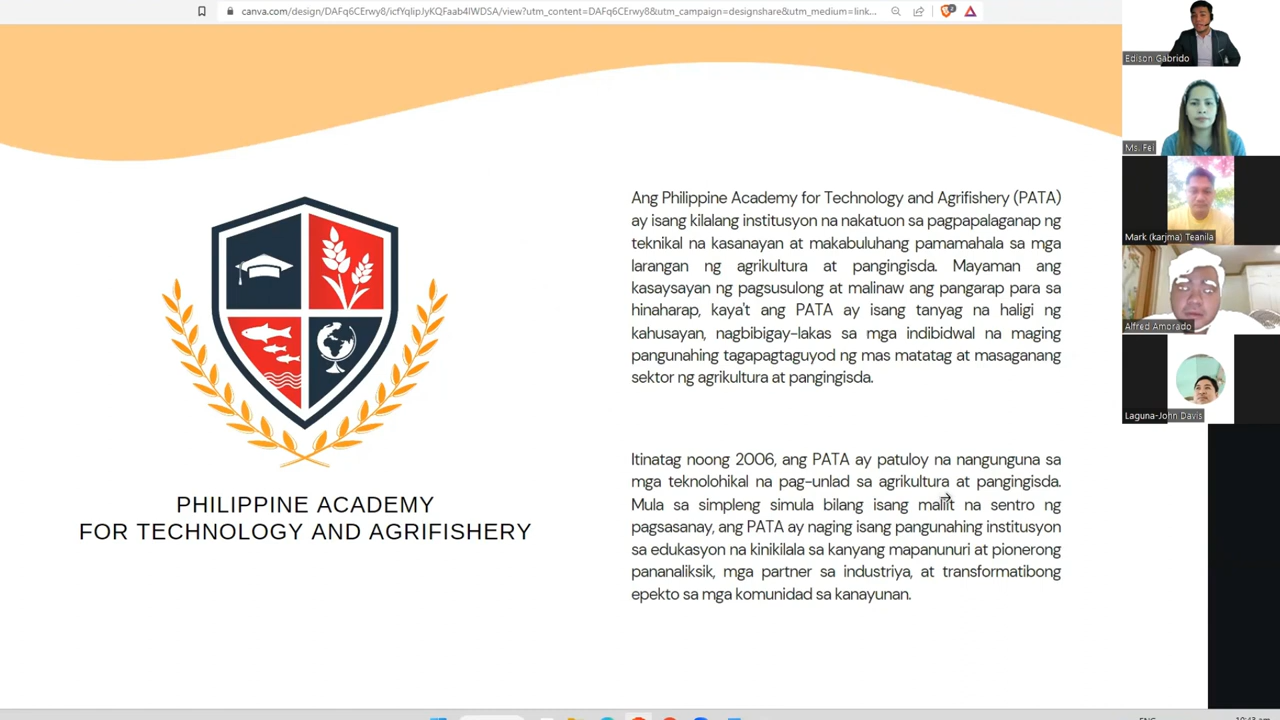 canva.com/design/DAFq6CErwy8/icfYqlipJyKQFaab4IWDSA/view?utm_content=DAFq6CErwy8&utm_campaign=designshare&utm_medium=link...
2
Edison Gabrido
Ms. Fei
Mark (karjma) Teanila
Alfred Amorado
Laguna-John Davis
PHILIPPINE ACADEMY
FOR TECHNOLOGY AND AGRIFISHERY
Ang Philippine Academy for Technology and Agrifishery (PATA)
ay isang kilalang institusyon na nakatuon sa pagpapalaganap ng
teknikal na kasanayan at makabuluhang pamamahala sa mga
larangan ng agrikultura at pangingisda. Mayaman ang
kasaysayan ng pagsusulong at malinaw ang pangarap para sa
hinaharap, kaya't ang PATA ay isang tanyag na haligi ng
kahusayan, nagbibigay-lakas sa mga indibidwal na maging
pangunahing tagapagtaguyod ng mas matatag at masaganang
sektor ng agrikultura at pangingisda.
Itinatag noong 2006, ang PATA ay patuloy na nangunguna sa
mga teknolohikal na pag-unlad sa agrikultura at pangingisda.
Mula sa simpleng simula bilang isang maliit na sentro ng
pagsasanay, ang PATA ay naging isang pangunahing institusyon
sa edukasyon na kinikilala sa kanyang mapanunuri at pionerong
pananaliksik, mga partner sa industriya, at transformatibong
epekto sa mga komunidad sa kanayunan.